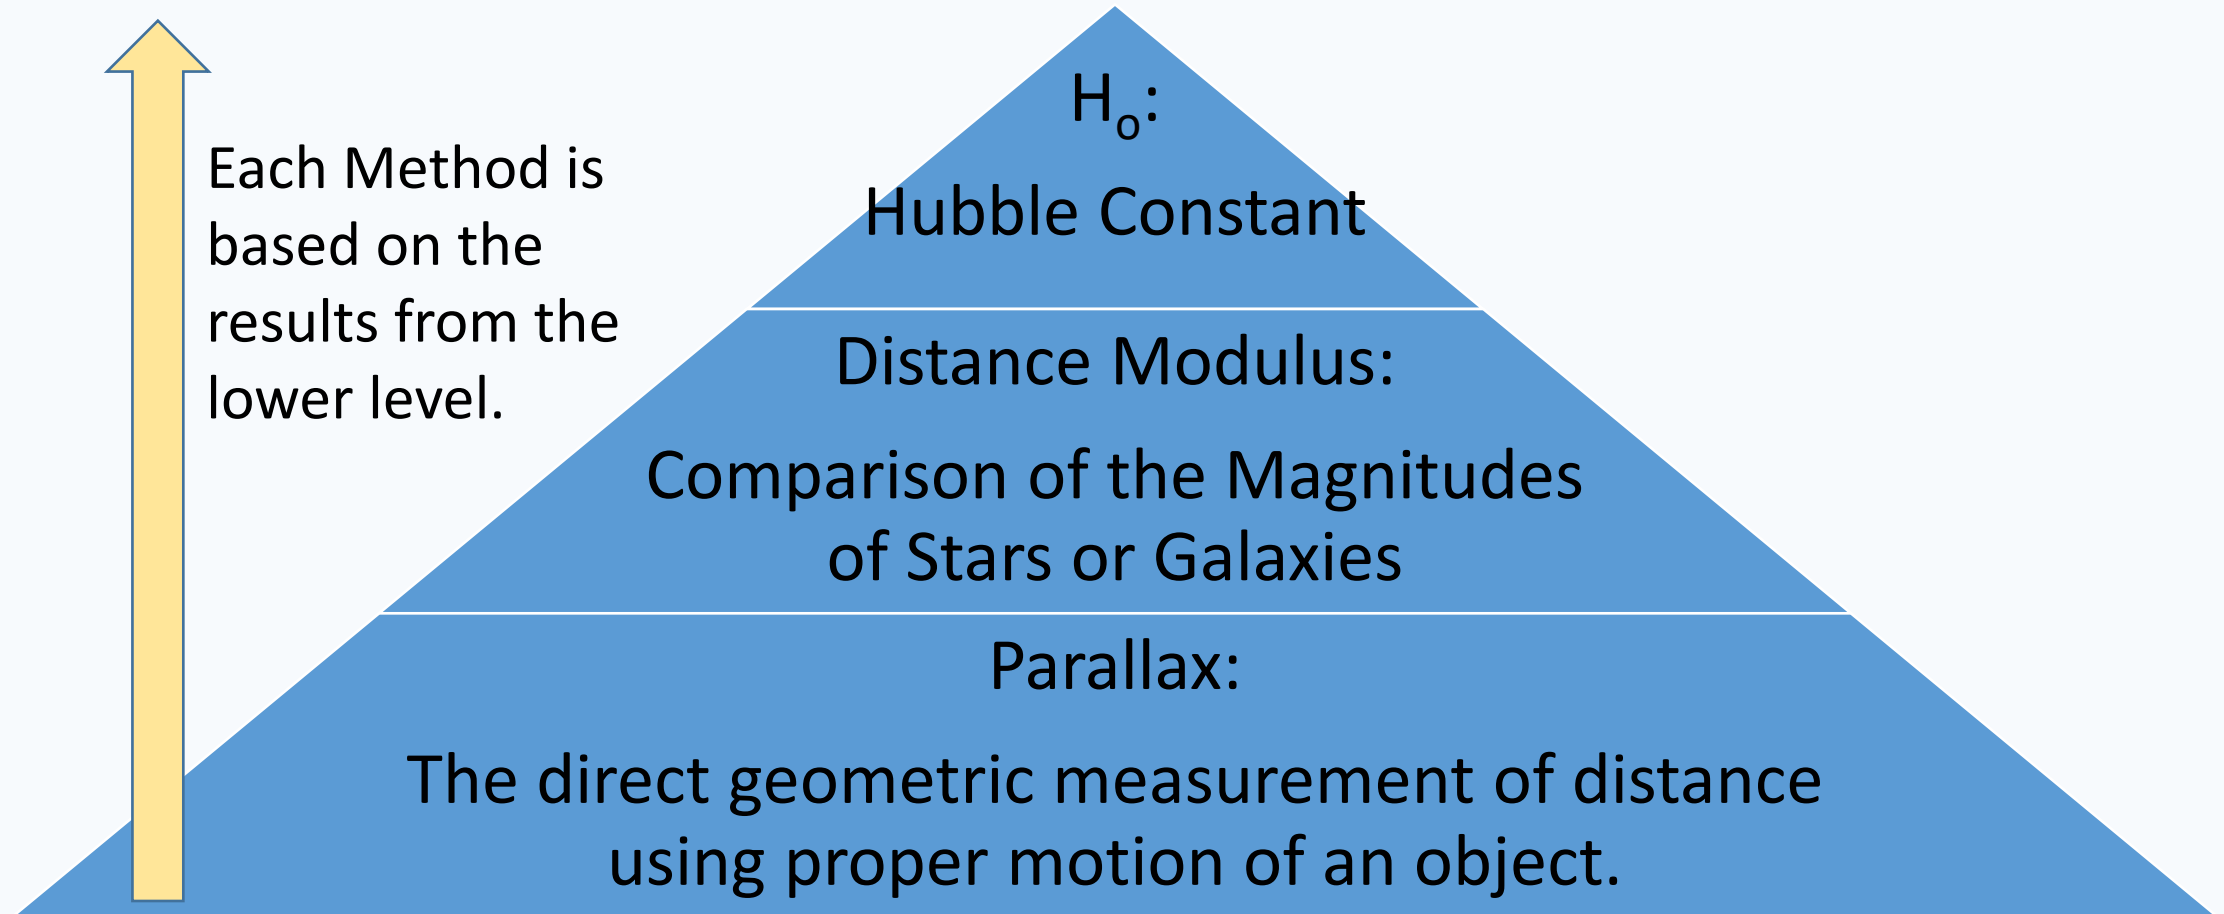 Each Method is
based on the
results from the
lower level.
H₀:
Hubble Constant
Distance Modulus:
Comparison of the Magnitudes
of Stars or Galaxies
Parallax:
The direct geometric measurement of distance
using proper motion of an object.